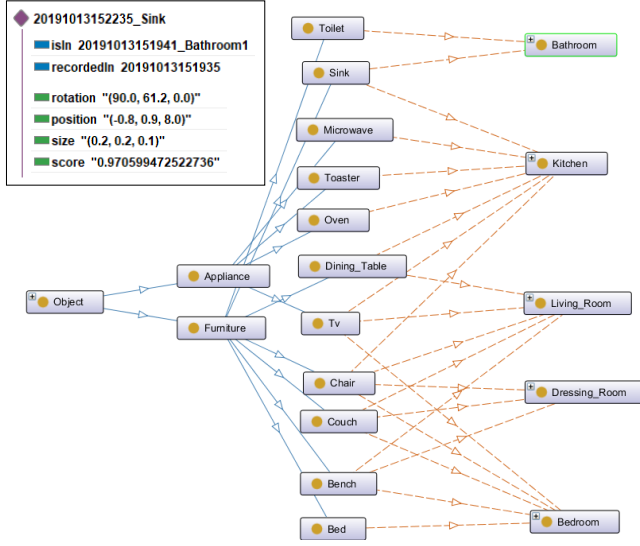 20191013152235_Sink
isIn 20191013151941_Bathroom1
recordedIn 20191013151935
rotation "(90.0, 61.2, 0.0)"
position "(-0.8, 0.9, 8.0)"
size "(0.2, 0.2, 0.1)"
score "0.970599472522736"
Toilet
Bathroom
Sink
Microwave
Kitchen
Toaster
Oven
Dining_Table
Appliance
Object
Living_Room
Furniture
Tv
Chair
Dressing_Room
Couch
Bench
Bedroom
Bed